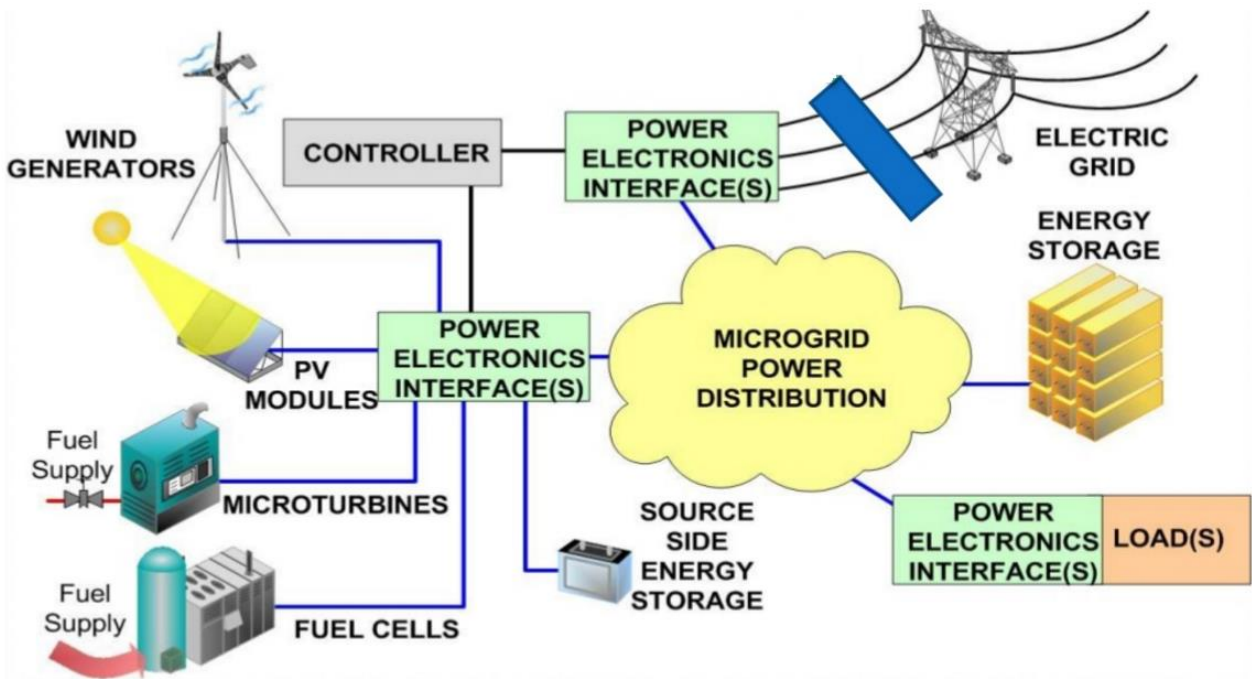 WIND
GENERATORS
CONTROLLER
POWER
ELECTRONICS
INTERFACE(S)
ELECTRIC
GRID
ENERGY
STORAGE
PV
MODULES
POWER
ELECTRONICS
INTERFACE(S)
MICROGRID
POWER
DISTRIBUTION
Fuel
Supply
MICROTURBINES
SOURCE
SIDE
ENERGY
STORAGE
POWER
ELECTRONICS
INTERFACE(S)
LOAD(S)
Fuel
Supply
FUEL CELLS